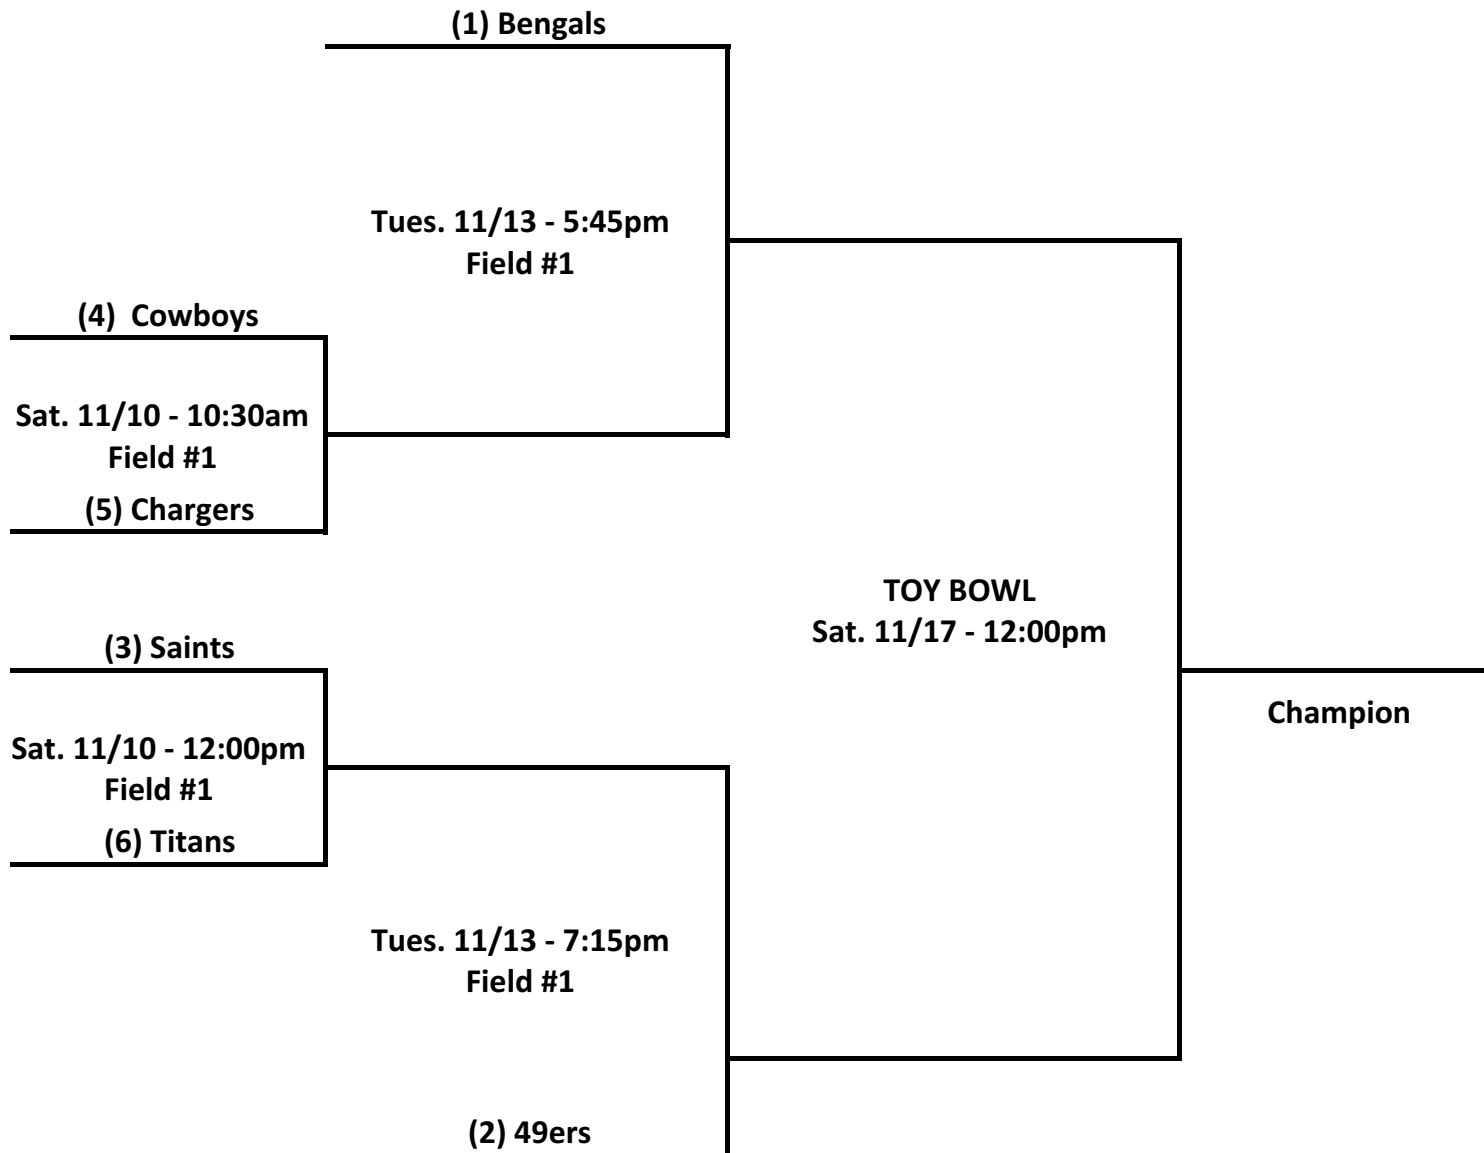 (1) Bengals
Tues. 11/13 - 5:45pm
Field #1
(4)  Cowboys
Sat. 11/10 - 10:30am
Field #1
(5) Chargers
TOY BOWL
Sat. 11/17 - 12:00pm
(3) Saints
Champion
Sat. 11/10 - 12:00pm
Field #1
(6) Titans
Tues. 11/13 - 7:15pm
Field #1
(2) 49ers